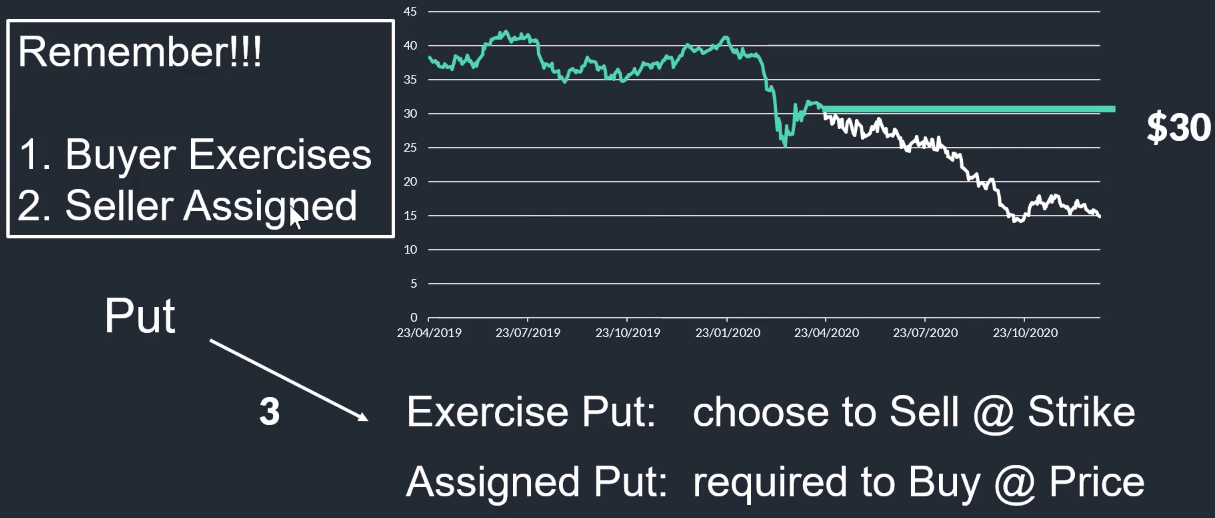 Remember!!!
1. Buyer Exercises
2. Seller Assigned
45
40
35
30
25
20
15
10
5
0
23/04/2019 23/07/2019 23/10/2019 23/01/2020 23/04/2020 23/07/2020 23/10/2020
$30
Put
3
Exercise Put: choose to Sell @ Strike
Assigned Put: required to Buy @ Price